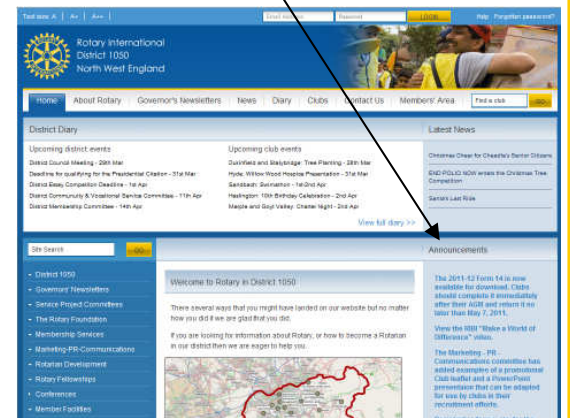 Text size: A | A+ | A++ |
Email Address
Password
LOGIN
Help Forgotten password?
Rotary International
District 1050
North West England
Home
About Rotary
Governor's Newsletters
News
Diary
Clubs
Contact Us
Members' Area
Find a club
GO
District Diary
Upcoming district events
District Council Meeting - 29th Mar
Deadline for qualifying for the Presidential Citation - 31st Mar
District Essay Competition Deadline - 1st Apr
District Community & Vocational Service Committee - 11th Apr
District Membership Committee - 14th Apr
Upcoming club events
Dukinfield and Stalybridge: Tree Planting - 28th Mar
Hyde: Willow Wood Hospice Presentation - 31st Mar
Sandbach: Swimathon - 1st/2nd Apr
Haslington: 10th Birthday Celebration - 2nd Apr
Marple and Goyt Valley: Charter Night - 2nd Apr
View full diary >>
Latest News
Christmas Cheer for Cheadle's Senior Citizens
END POLIO NOW wraps the Christmas Tree
Competition
Santa's Last Ride
Site Search
GO
District 1050
Governors' Newsletters
Service Project Committees
The Rotary Foundation
Membership Services
Marketing-PR-Communications
Rotarian Development
Rotary Fellowships
Conferences
Member Facilities
Welcome to Rotary in District 1050
There several ways that you might have landed on our website but no matter
how you did it we are glad that you did.
If you are looking for information about Rotary, or how to become a Rotarian
in our district then we are eager to help you.
Announcements
The 2011-12 Form 14 is now
available for download. Clubs
should complete it immediately
after their AGM and return it no
later than May 7, 2011.
View the RIBI "Make a World of
Difference" video.
The Marketing - PR -
Communications committee has
added examples of a promotional
Club leaflet and a PowerPoint
presentation that can be adapted
for use by clubs in their
recruitment efforts.